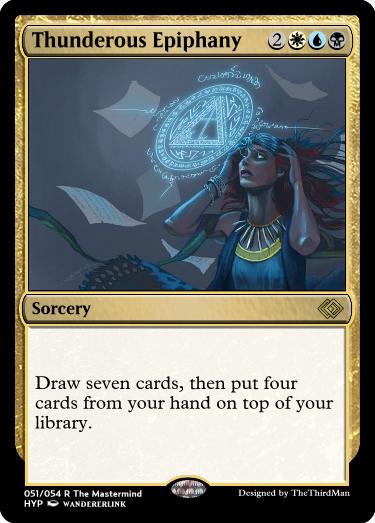 Thunderous Epiphany 2
Sorcery
Draw seven cards, then put four
cards from your hand on top of your
library.
051/054 R The Mastermind
HYP WANDERERLINK
Designed by TheThirdMan